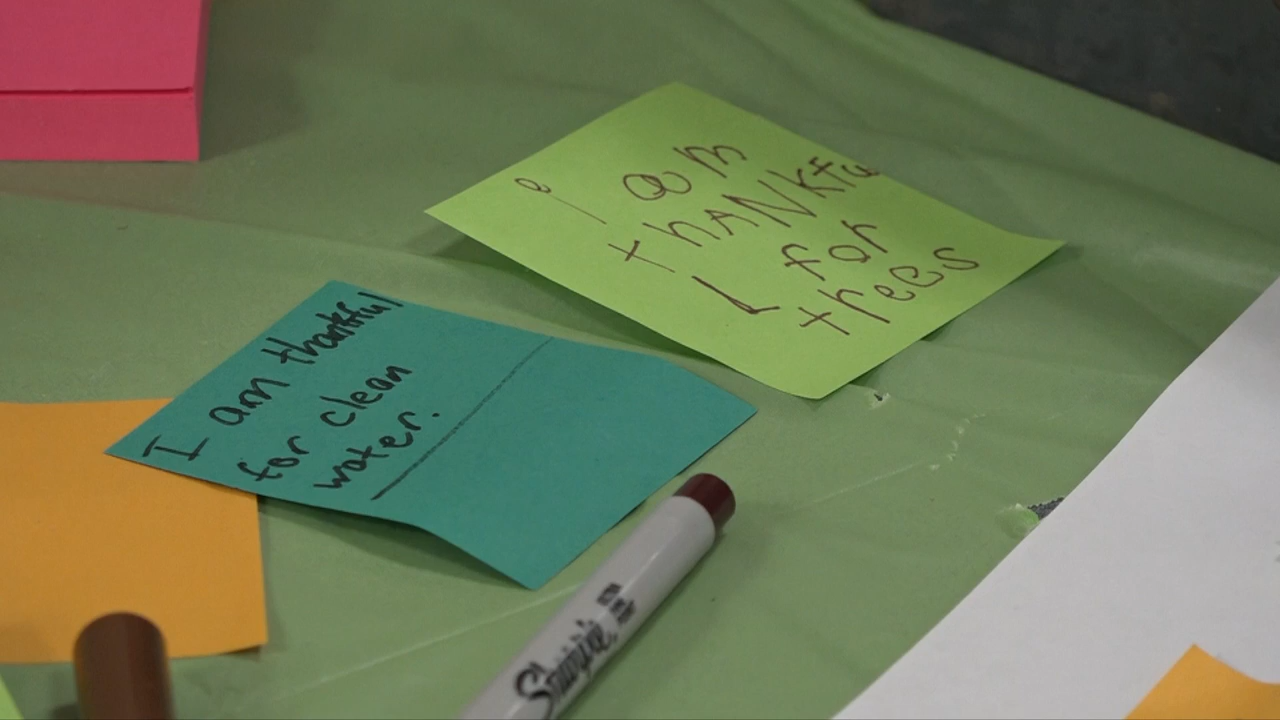 I am thankful
for clean
water.
I am
thANKfu
L for
trees
Sharpie